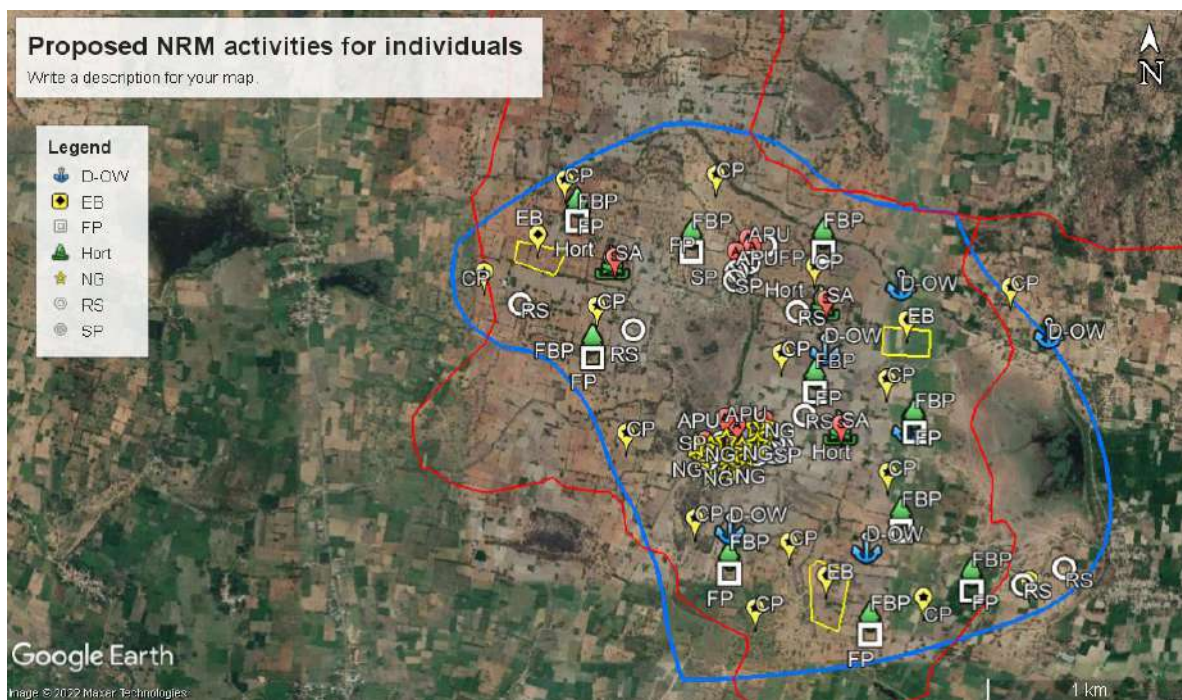 Proposed NRM activities for individuals
Write a description for your map.
N
Legend
D-OW
EB
FP
Hort
NG
RS
SP
CP
CP
FBP
FP
EB
Hort
SA
FBP
FP
APU
APU
FP
SP
SP
Hort
FBP
CP
SA
RS
D-OW
CP
D-OW
EB
CP
RS
CP
RS
FBP
FP
D-OW
CP
FBP
FP
CP
FBP
FP
RS
SA
Hort
CP
APU
APU
NG
SP
SP
NG
NG
NG
NG
NG
CP
FBP
CP
D-OW
FBP
FP
CP
D-OW
EB
CP
FBP
FP
CP
FBP
FP
RS
RS
Google Earth
Image © 2022 Maxar Technologies
1 km